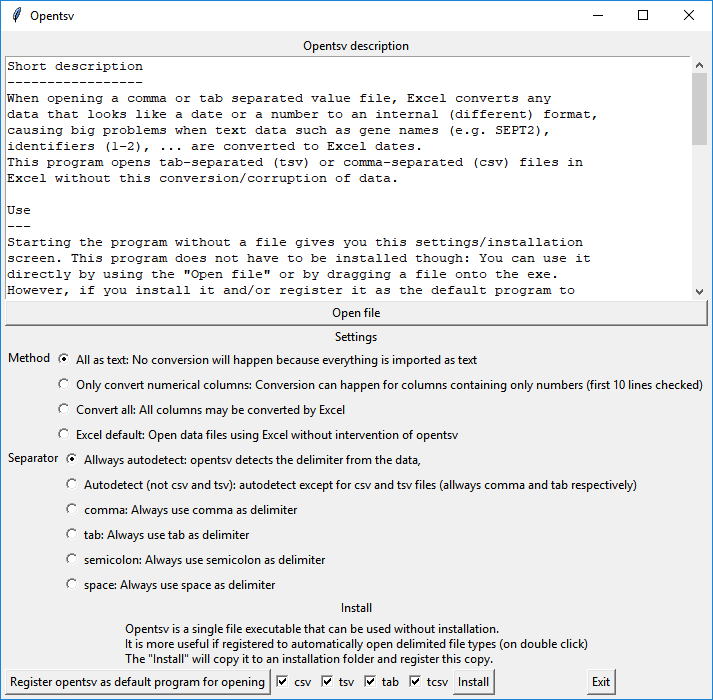 Opentsv
Opentsv description
Short description
-----------------
When opening a comma or tab separated value file, Excel converts any
data that looks like a date or a number to an internal (different) format,
causing big problems when text data such as gene names (e.g. SEPT2),
identifiers (1-2), ... are converted to Excel dates.
This program opens tab-separated (tsv) or comma-separated (csv) files in
Excel without this conversion/corruption of data.
Use
---
Starting the program without a file gives you this settings/installation
screen. This program does not have to be installed though: You can use it
directly by using the "Open file" or by dragging a file onto the exe.
However, if you install it and/or register it as the default program to
Open file
Settings
Method
All as text: No conversion will happen because everything is imported as text
Only convert numerical columns: Conversion can happen for columns containing only numbers (first 10 lines checked)
Convert all: All columns may be converted by Excel
Excel default: Open data files using Excel without intervention of opentsv
Separator
Allways autodetect: opentsv detects the delimiter from the data,
Autodetect (not csv and tsv): autodetect except for csv and tsv files (allways comma and tab respectively)
comma: Always use comma as delimiter
tab: Always use tab as delimiter
semicolon: Always use semicolon as delimiter
space: Always use space as delimiter
Install
Opentsv is a single file executable that can be used without installation.
It is more useful if registered to automatically open delimited file types (on double click)
The "Install" will copy it to an installation folder and register this copy.
Register opentsv as default program for opening csv tsv tab tcsv Install Exit